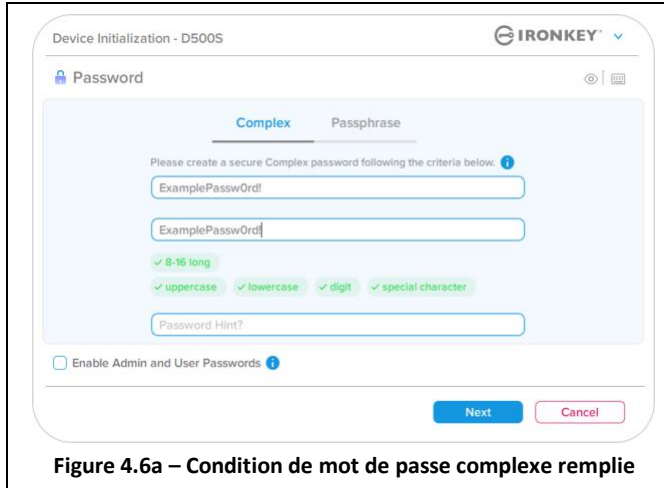 Device Initialization - D500S
IRONKEY
Password
Complex Passphrase
Please create a secure Complex password following the criteria below.
ExamplePassw0rd!
ExamplePassw0rd!
✓ 8-16 long
✓ uppercase ✓ lowercase ✓ digit ✓ special character
Password Hint?
Enable Admin and User Passwords
Next Cancel
Figure 4.6a – Condition de mot de passe complexe remplie